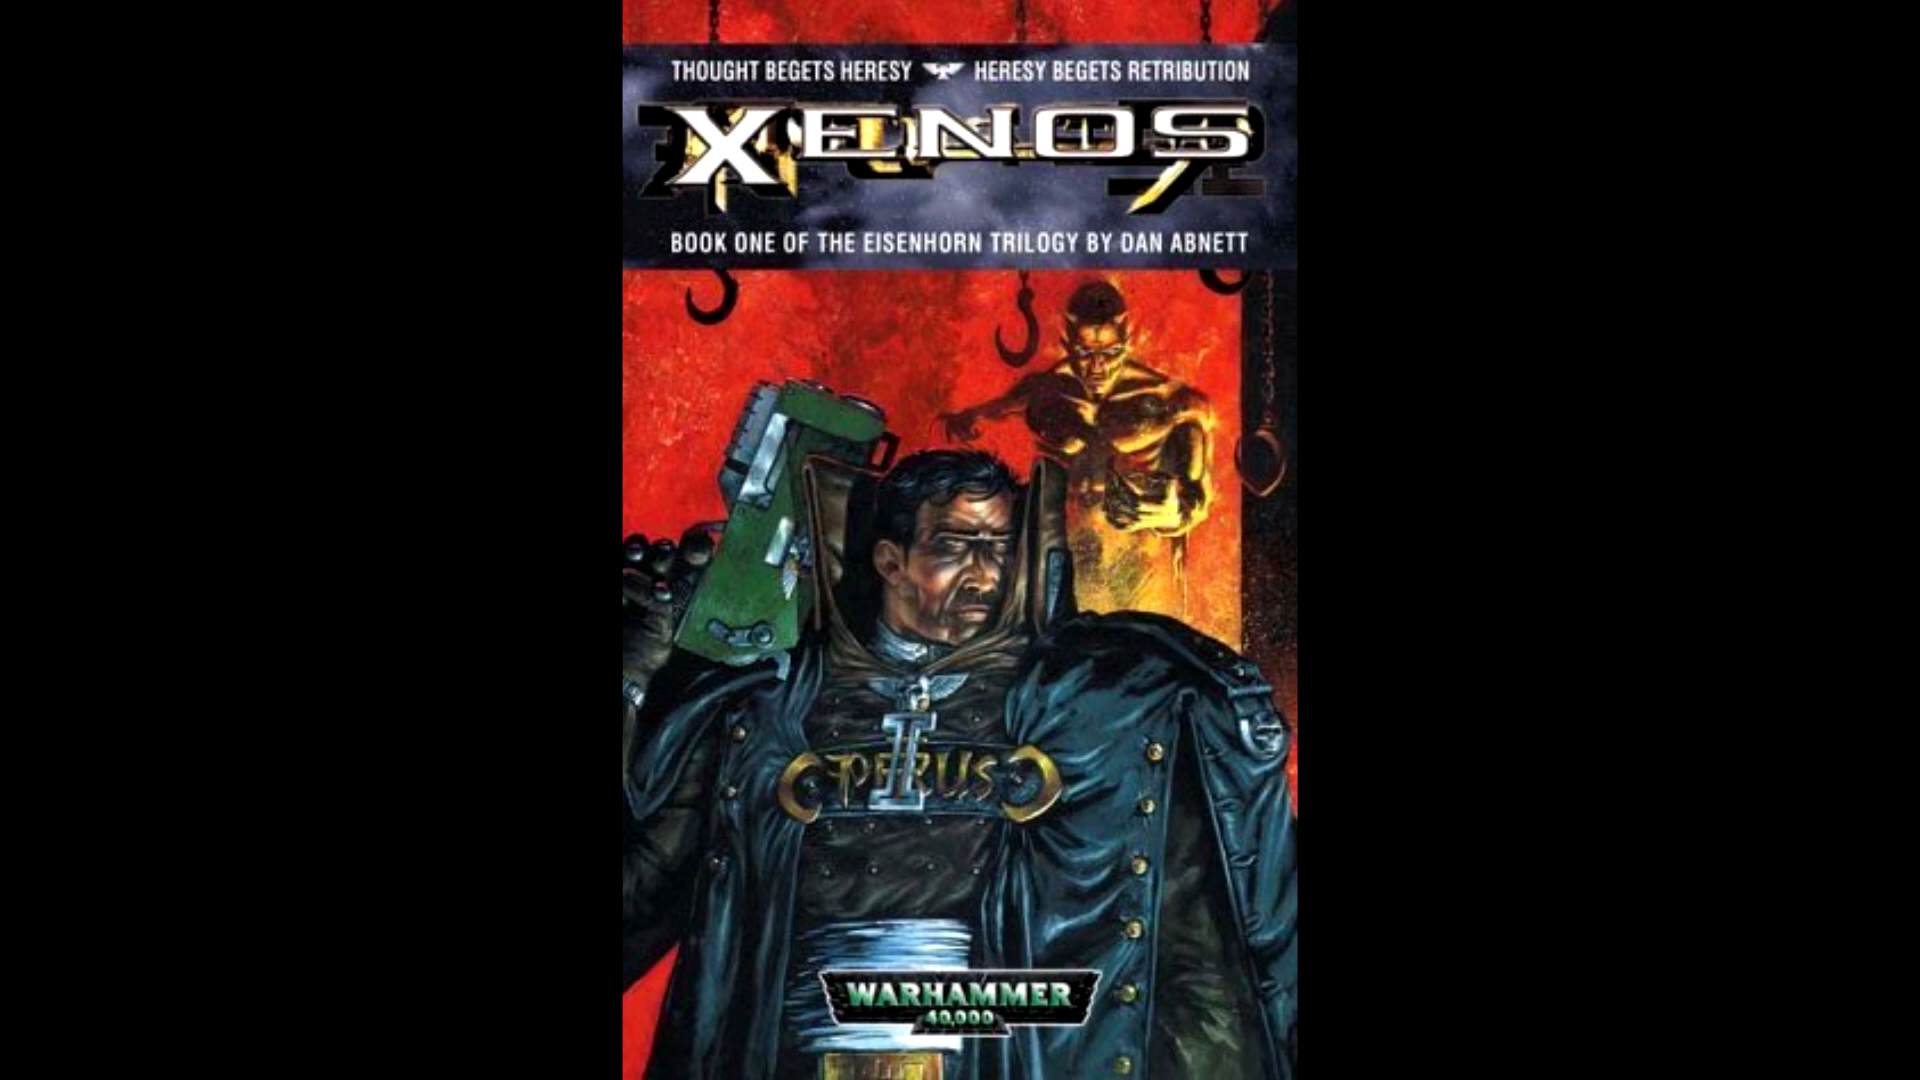 THOUGHT BEGETS HERESY HERESY BEGETS RETRIBUTION
XENOS
BOOK ONE OF THE EISENHORN TRILOGY BY DAN ABNETT
I
WARHAMMER
40,000